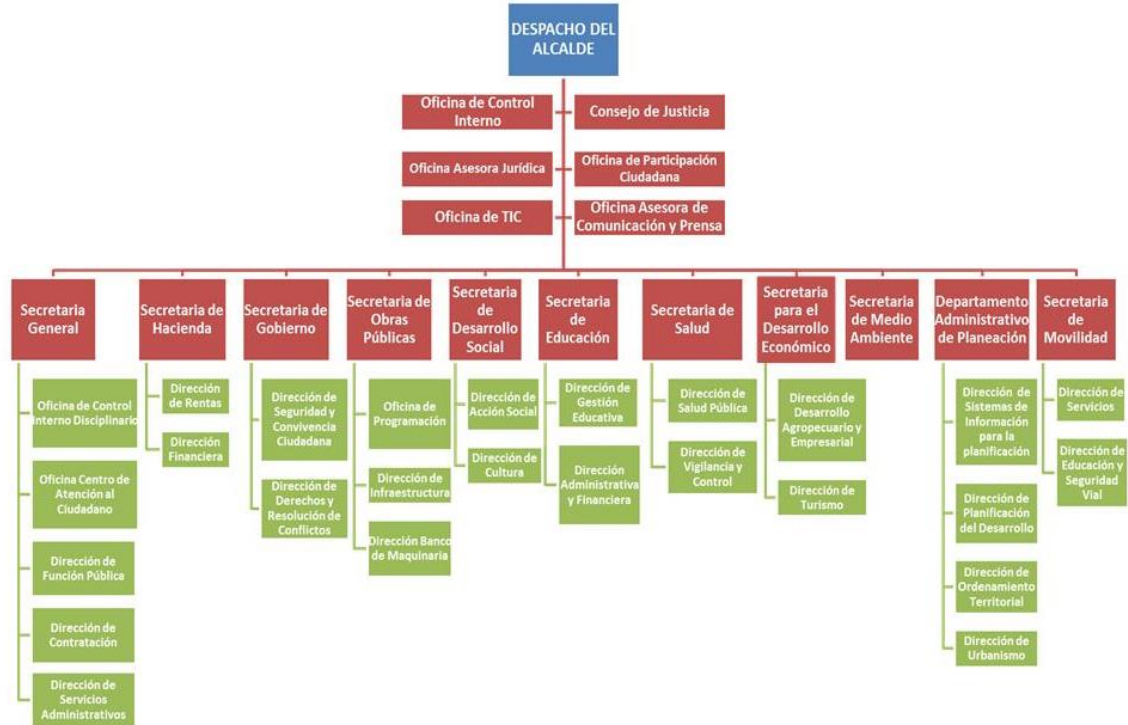 DESPACHO DEL
ALCALDE
Oficina de Control
Interno
Consejo de Justicia
Oficina Asesora Jurídica
Oficina de Participación
Ciudadana
Oficina de TIC
Oficina Asesora de
Comunicación y Prensa
Secretaria
General
Secretaria de
Hacienda
Secretaria de
Gobierno
Secretaria de
Obras
Públicas
Secretaria
de
Desarrollo
Social
Secretaria
de
Educación
Secretaria de
Salud
Secretaria
para el
Desarrollo
Económico
Secretaria
de Medio
Ambiente
Departamento
Administrativo
de Planeación
Secretaria
de
Movilidad
Oficina de Control
Interno Disciplinario
Oficina Centro de
Atención al
Ciudadano
Dirección de
Función Pública
Dirección de
Contratación
Dirección de
Servicios
Administrativos
Dirección
de Rentas
Dirección
Financiera
Dirección de
Seguridad y
Convivencia
Ciudadana
Dirección de
Derechos y
Resolución de
Conflictos
Oficina de
Programación
Dirección de
Infraestructura
Dirección Banco
de Maquinaria
Dirección de
Acción Social
Dirección de
Cultura
Dirección de
Gestión
Educativa
Dirección
Administrativa
y Financiera
Dirección de
Salud Pública
Dirección de
Vigilancia y
Control
Dirección de
Desarrollo
Agropecuario y
Empresarial
Dirección de
Turismo
Dirección de
Sistemas de
Información
para la
planificación
Dirección de
Planificación
del Desarrollo
Dirección de
Ordenamiento
Territorial
Dirección de
Urbanismo
Dirección de
Servicios
Dirección de
Educación y
Seguridad
Vial